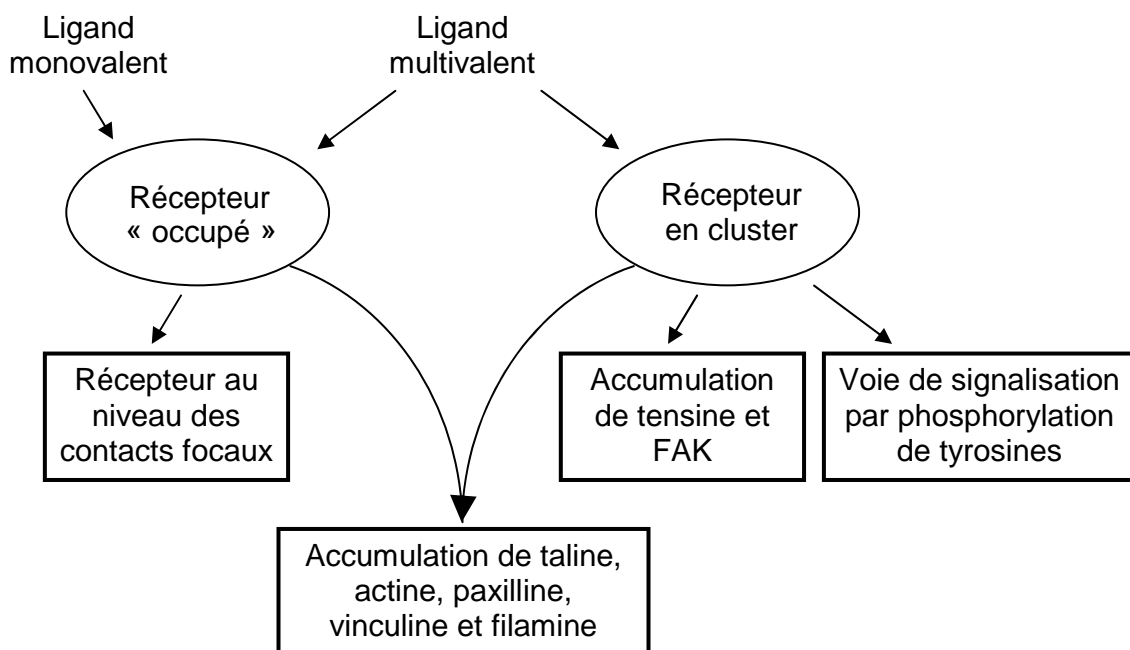 Ligand
monovalent
Ligand
multivalent
Récepteur
« occupé »
Récepteur
en cluster
Récepteur au
niveau des
contacts focaux
Accumulation
de tensine et
FAK
Voie de signalisation
par phosphorylation
de tyrosines
Accumulation de taline,
actine, paxilline,
vinculine et filamine